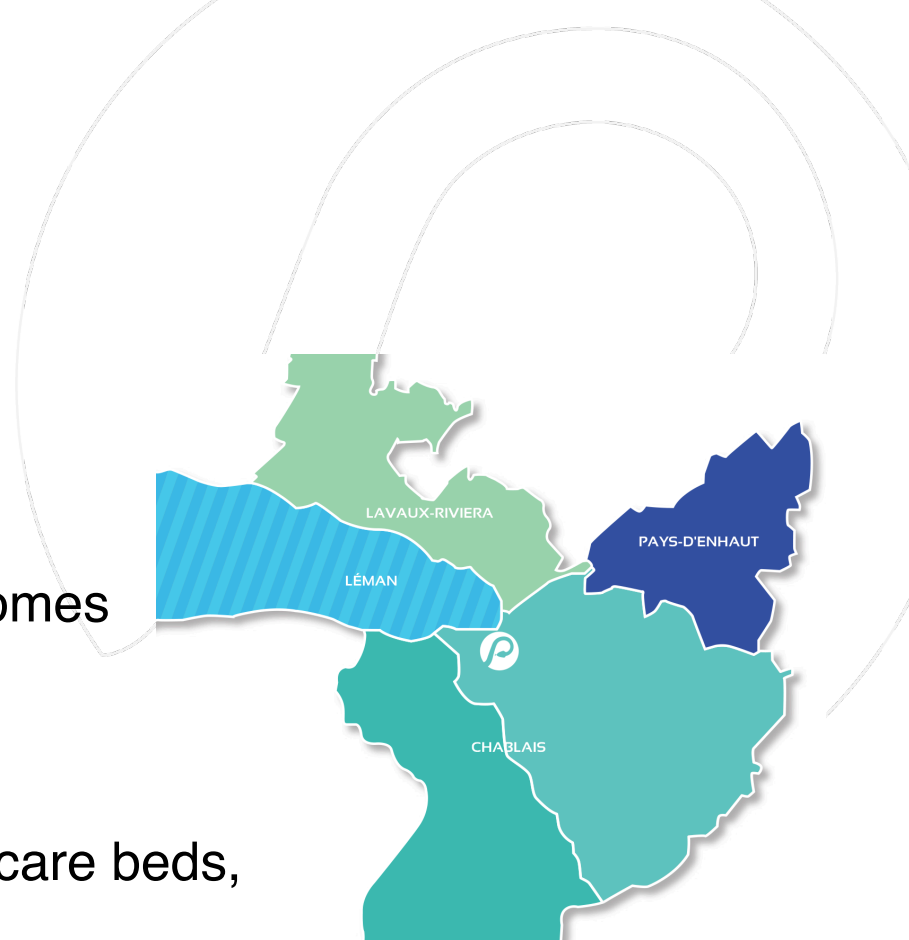 LAVAUX-RIVIERA
PAYS-D'ENHAUT
LÉMAN
omes
CHABLAIS
care beds,